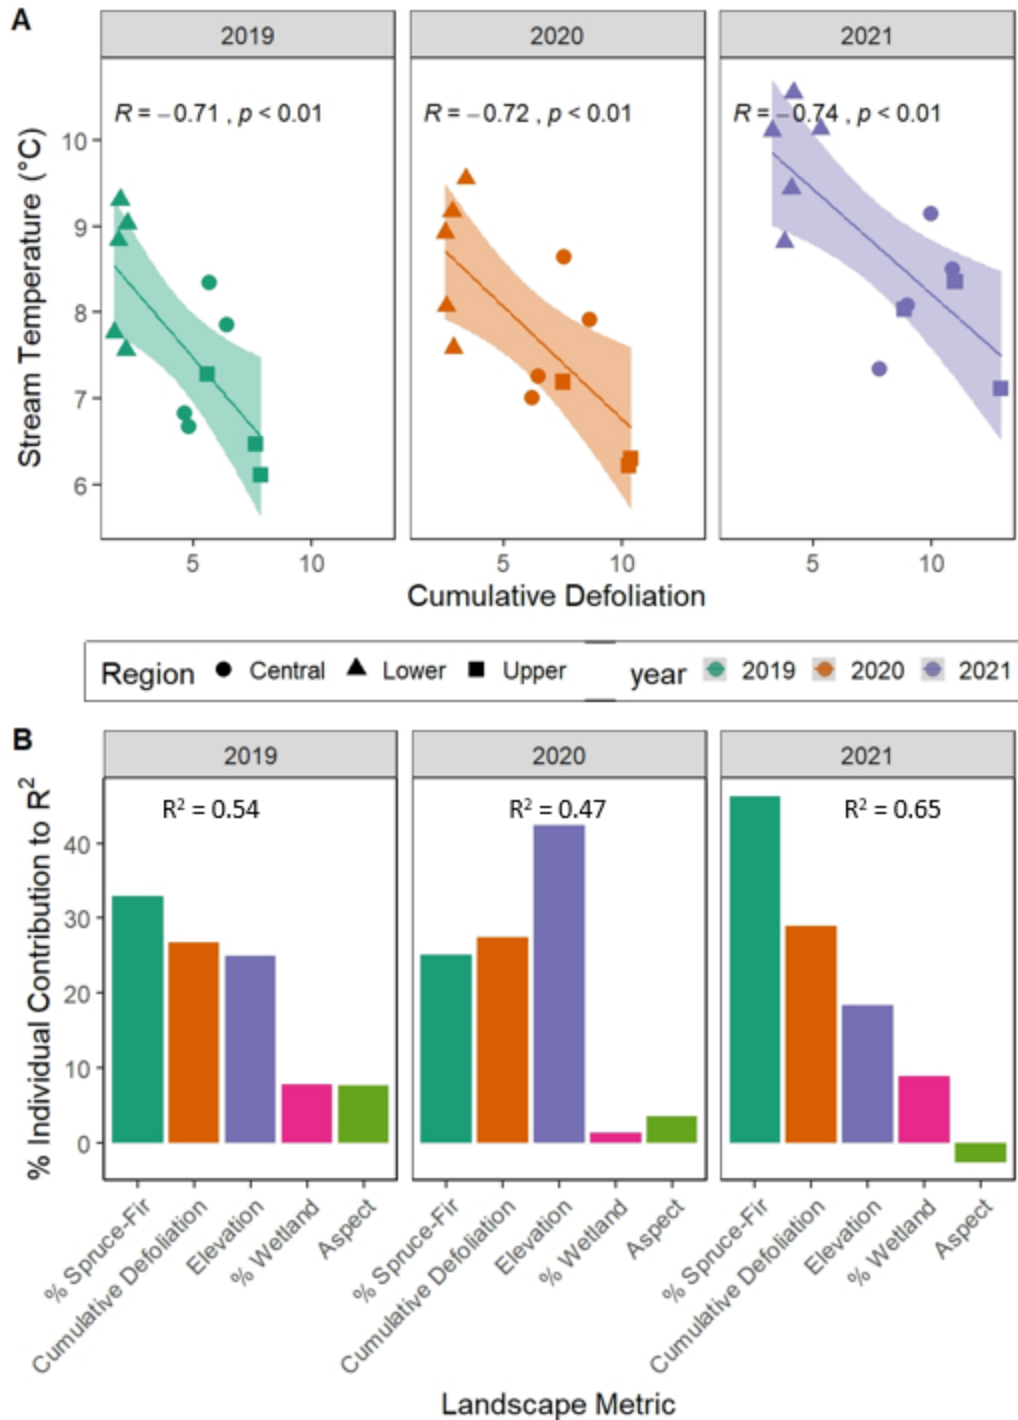 A
2019 2020 2021
R = −0.71 , p < 0.01 R = −0.72 , p < 0.01 R = −0.74 , p < 0.01
Stream Temperature (°C)
10
9
8
7
6
5 10 5 10 5 10
Cumulative Defoliation
Region Central Lower Upper year 2019 2020 2021
B
2019 2020 2021
R² = 0.54 R² = 0.47 R² = 0.65
% Individual Contribution to R²
40
30
20
10
0
% Spruce-Fir Cumulative Defoliation Elevation % Wetland Aspect % Spruce-Fir Cumulative Defoliation Elevation % Wetland Aspect % Spruce-Fir Cumulative Defoliation Elevation % Wetland Aspect
Landscape Metric